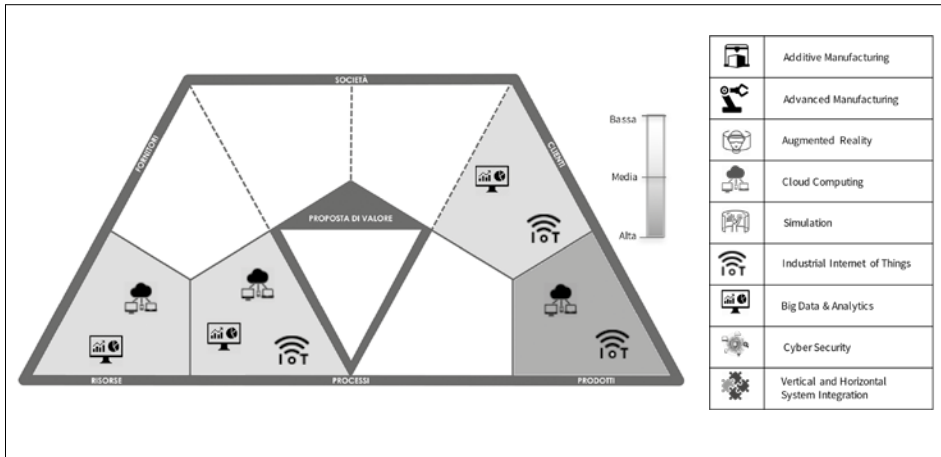 SOCIETÀ
FORNITORI
CLIENTI
PROPOSTA DI VALORE
IoT
IoT
IoT
RISORSE
PROCESSI
PRODOTTI
Bassa
Media
Alta
Additive Manufacturing
Advanced Manufacturing
Augmented Reality
Cloud Computing
Simulation
IoT
Industrial Internet of Things
Big Data & Analytics
Cyber Security
Vertical and Horizontal
System Integration